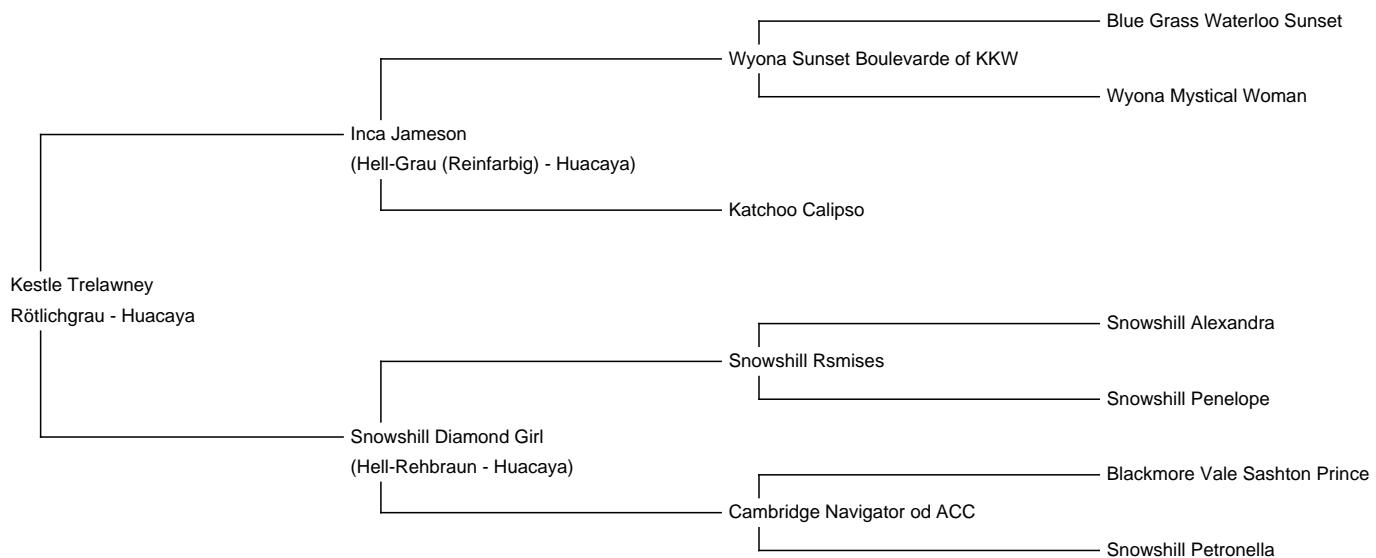 Blue Grass Waterloo Sunset
Wyona Sunset Boulevarde of KKW
Wyona Mystical Woman
Inca Jameson
(Hell-Grau (Reinfarbig) - Huacaya)
Katchoo Calipso
Kestle Trelawney
Rötlichgrau - Huacaya
Snowshill Alexandra
Snowshill Rsmises
Snowshill Penelope
Snowshill Diamond Girl
(Hell-Rehbraun - Huacaya)
Blackmore Vale Sashton Prince
Cambridge Navigator od ACC
Snowshill Petronella